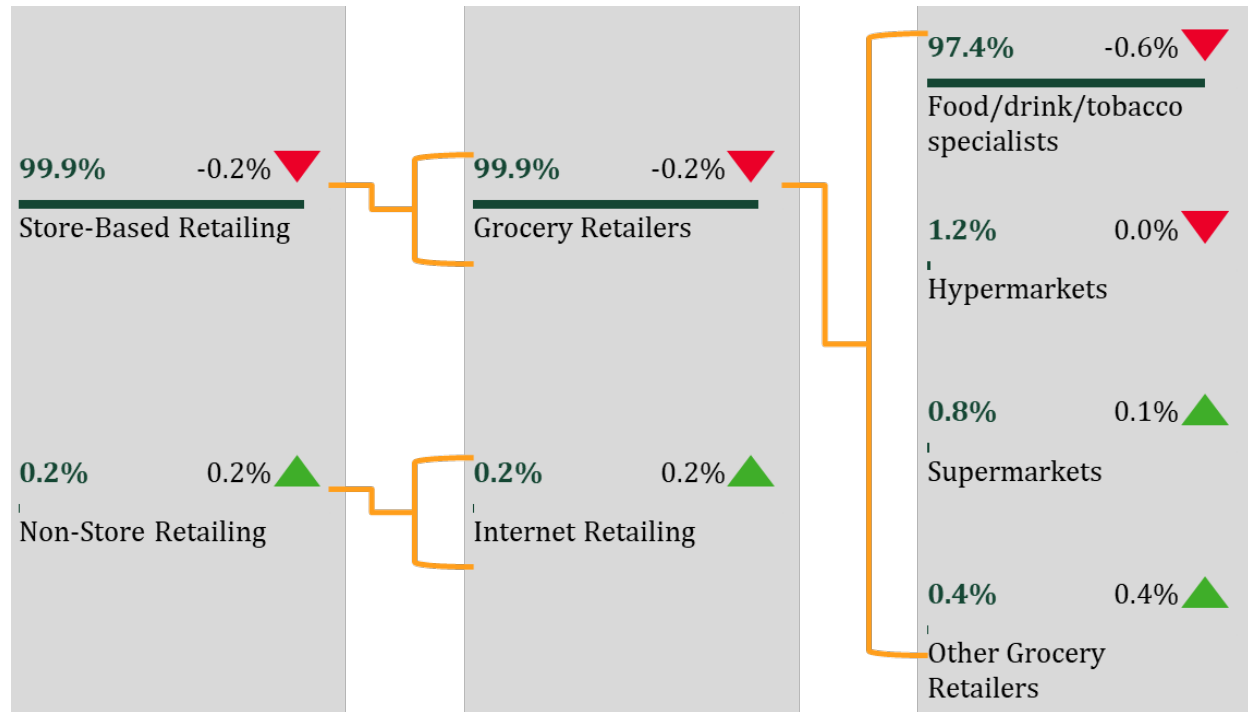 99.9% -0.2%
Store-Based Retailing
0.2% 0.2%
Non-Store Retailing
99.9% -0.2%
Grocery Retailers
0.2% 0.2%
Internet Retailing
97.4% -0.6%
Food/drink/tobacco
specialists
1.2% 0.0%
Hypermarkets
0.8% 0.1%
Supermarkets
0.4% 0.4%
Other Grocery
Retailers